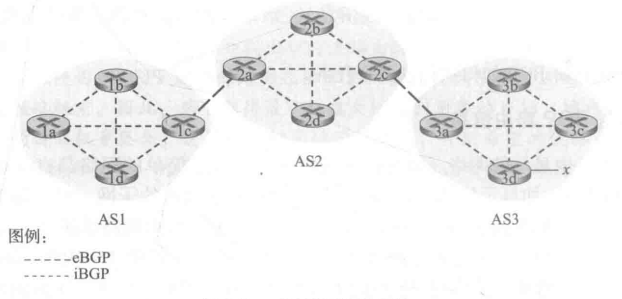 2b
2a
2c
2d
1b
1a
1c
1d
3b
3a
3c
3d
x
AS1
AS2
AS3
图例：
eBGP
iBGP